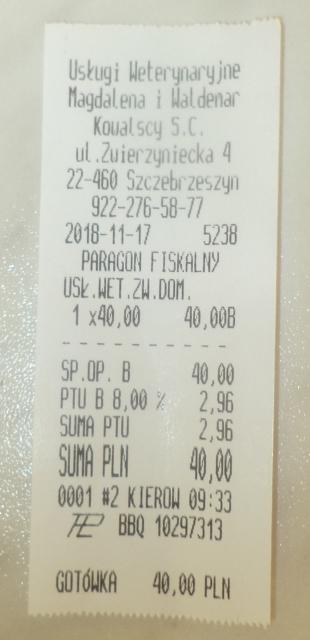 Usługi Weterynaryjne
Magdalena i Waldemar
Kowalscy S.C.
ul.Zwierzyniecka 4
22-460 Szczebrzeszyn
922-276-58-77
2018-11-17 5238
PARAGON FISKALNY
USŁ.WET.ZW.DOM.
1 x40,00 40,00B
- - - - - - - - - - - - -
SP.OP. B 40,00
PTU B 8,00 % 2,96
SUMA PTU 2,96
SUMA PLN 40,00
0001 #2 KIEROW 09:33
BBQ 10297313
GOTÓWKA 40,00 PLN